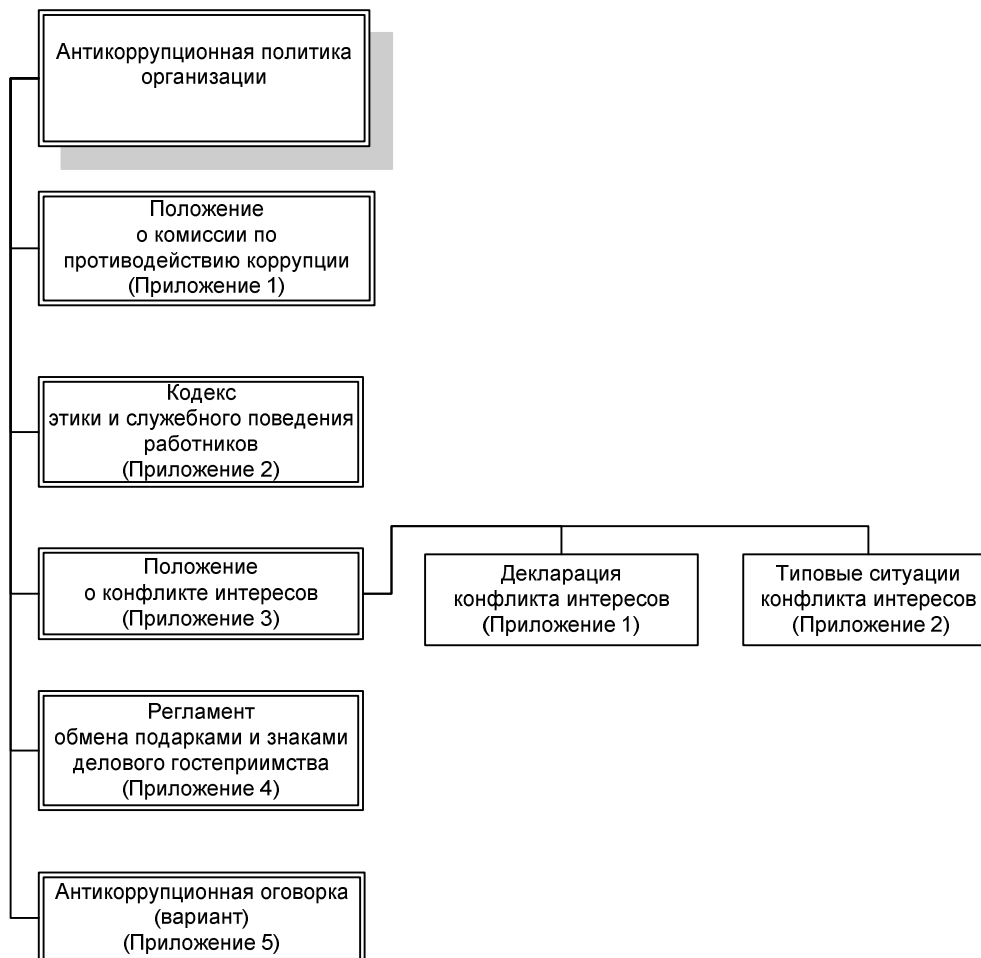 Антикоррупционная политика
организации
Положение
о комиссии по
противодействию коррупции
(Приложение 1)
Кодекс
этики и служебного поведения
работников
(Приложение 2)
Положение
о конфликте интересов
(Приложение 3)
Декларация
конфликта интересов
(Приложение 1)
Типовые ситуации
конфликта интересов
(Приложение 2)
Регламент
обмена подарками и знаками
делового гостеприимства
(Приложение 4)
Антикоррупционная оговорка
(вариант)
(Приложение 5)